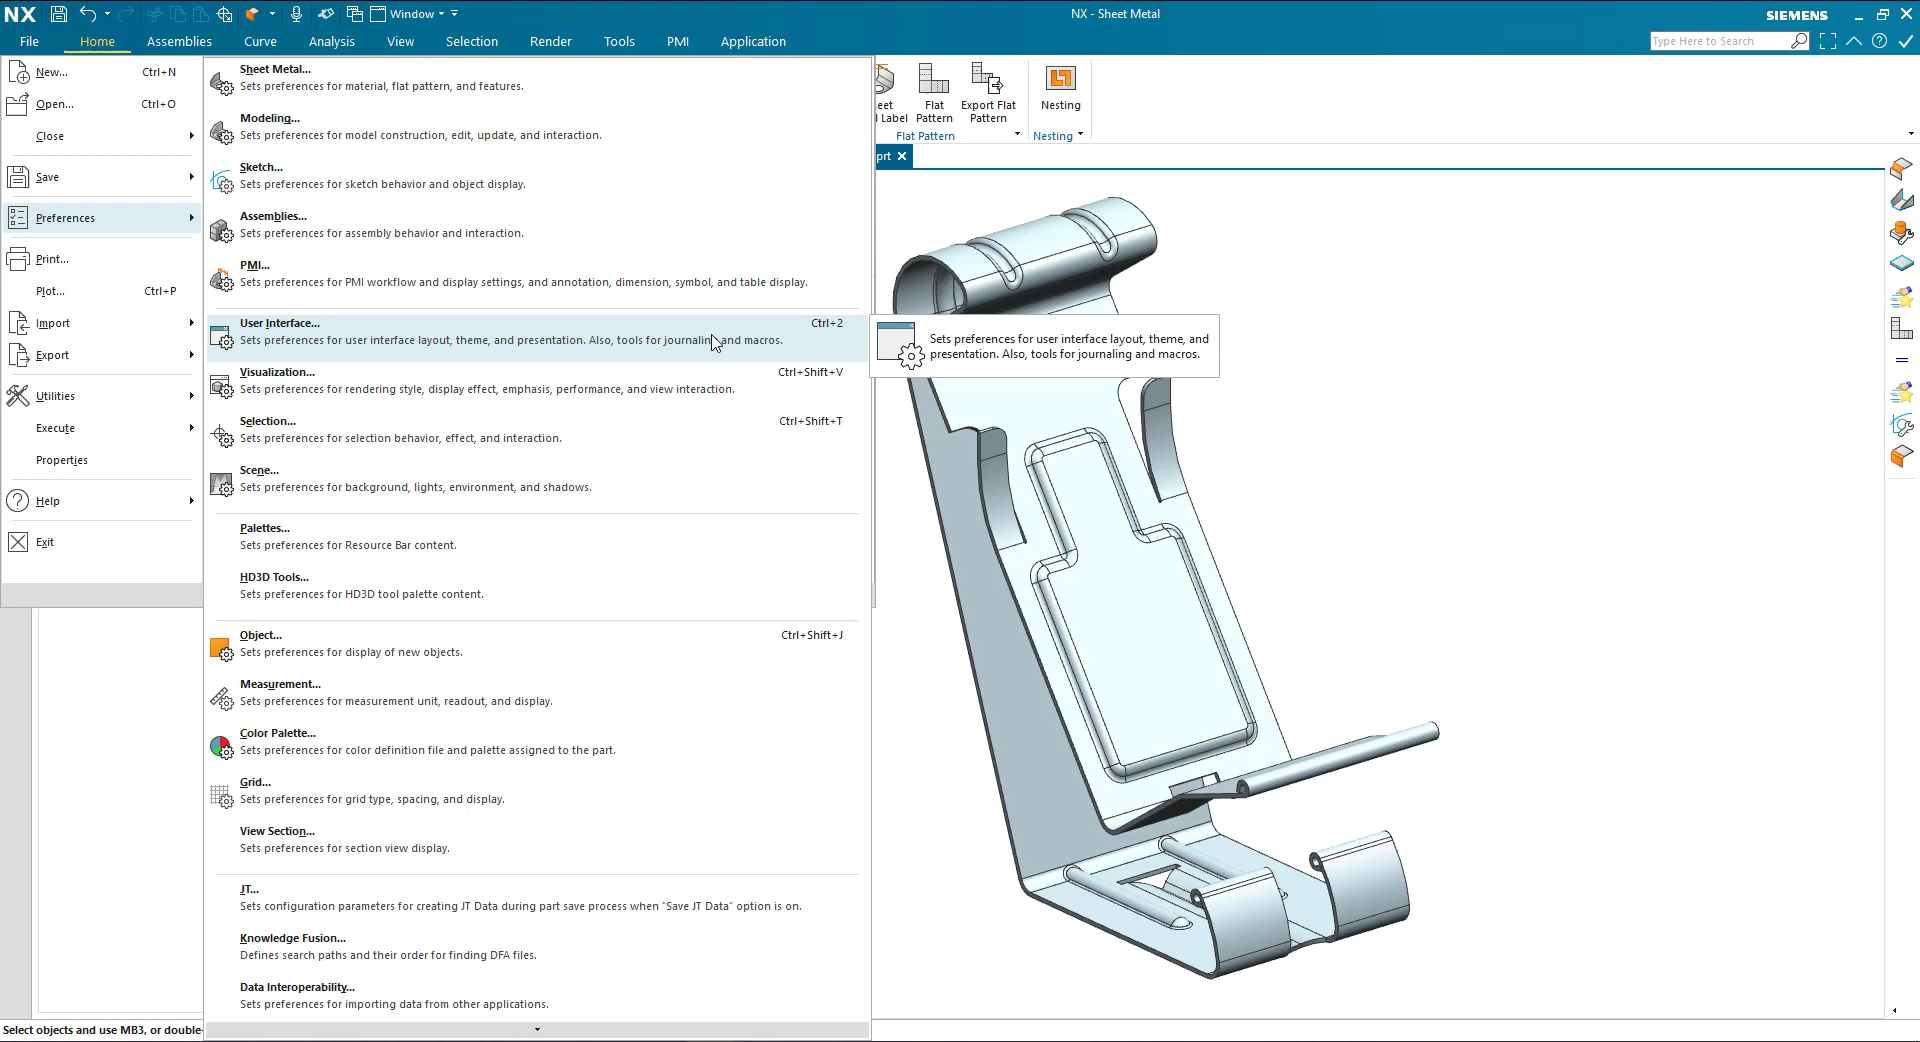 NX
Window
NX - Sheet Metal
SIEMENS
File
Home
Assemblies
Curve
Analysis
View
Selection
Render
Tools
PMI
Application
Type Here to Search
New... Ctrl+N
Open... Ctrl+O
Close
Save
Preferences
Print...
Plot... Ctrl+P
Import
Export
Utilities
Execute
Properties
Help
Exit
Sheet Metal...
Sets preferences for material, flat pattern, and features.
Modeling...
Sets preferences for model construction, edit, update, and interaction.
Sketch...
Sets preferences for sketch behavior and object display.
Assemblies...
Sets preferences for assembly behavior and interaction.
PMI...
Sets preferences for PMI workflow and display settings, and annotation, dimension, symbol, and table display.
User Interface... Ctrl+2
Sets preferences for user interface layout, theme, and presentation. Also, tools for journaling and macros.
Visualization... Ctrl+Shift+V
Sets preferences for rendering style, display effect, emphasis, performance, and view interaction.
Selection... Ctrl+Shift+T
Sets preferences for selection behavior, effect, and interaction.
Scene...
Sets preferences for background, lights, environment, and shadows.
Palettes...
Sets preferences for Resource Bar content.
HD3D Tools...
Sets preferences for HD3D tool palette content.
Object... Ctrl+Shift+J
Sets preferences for display of new objects.
Measurement...
Sets preferences for measurement unit, readout, and display.
Color Palette...
Sets preferences for color definition file and palette assigned to the part.
Grid...
Sets preferences for grid type, spacing, and display.
View Section...
Sets preferences for section view display.
JT...
Sets configuration parameters for creating JT Data during part save process when "Save JT Data" option is on.
Knowledge Fusion...
Defines search paths and their order for finding DFA files.
Data Interoperability...
Sets preferences for importing data from other applications.
eet
l Label
Flat
Pattern
Export Flat
Pattern
Nesting
Flat Pattern
Nesting
prt
Sets preferences for user interface layout, theme, and
presentation. Also, tools for journaling and macros.
Select objects and use MB3, or double-